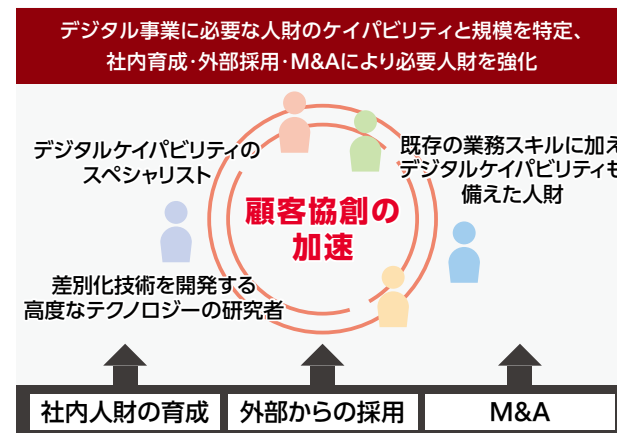 デジタル事業に必要な人財のケイパビリティと規模を特定、
社内育成・外部採用・M&Aにより必要人財を強化
デジタルケイパビリティの
スペシャリスト
既存の業務スキルに加え
デジタルケイパビリティも
備えた人財
顧客協創の
加速
差別化技術を開発する
高度なテクノロジーの研究者
社内人財の育成
外部からの採用
M&A